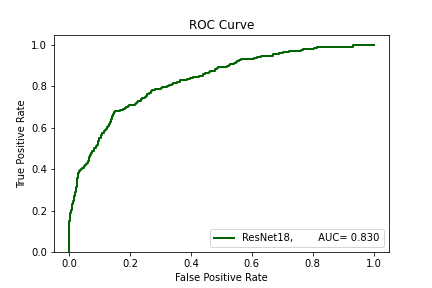 ROC Curve
True Positive Rate
1.0
0.8
0.6
0.4
0.2
0.0
ResNet18, AUC= 0.830
0.0 0.2 0.4 0.6 0.8 1.0
False Positive Rate